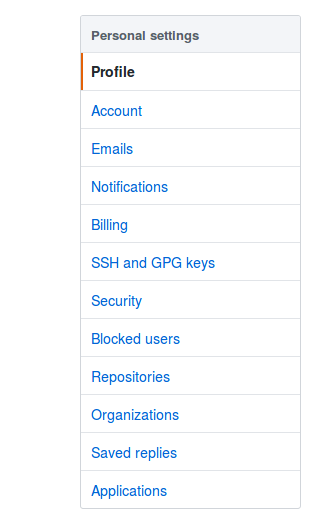 Personal settings
Profile
Account
Emails
Notifications
Billing
SSH and GPG keys
Security
Blocked users
Repositories
Organizations
Saved replies
Applications